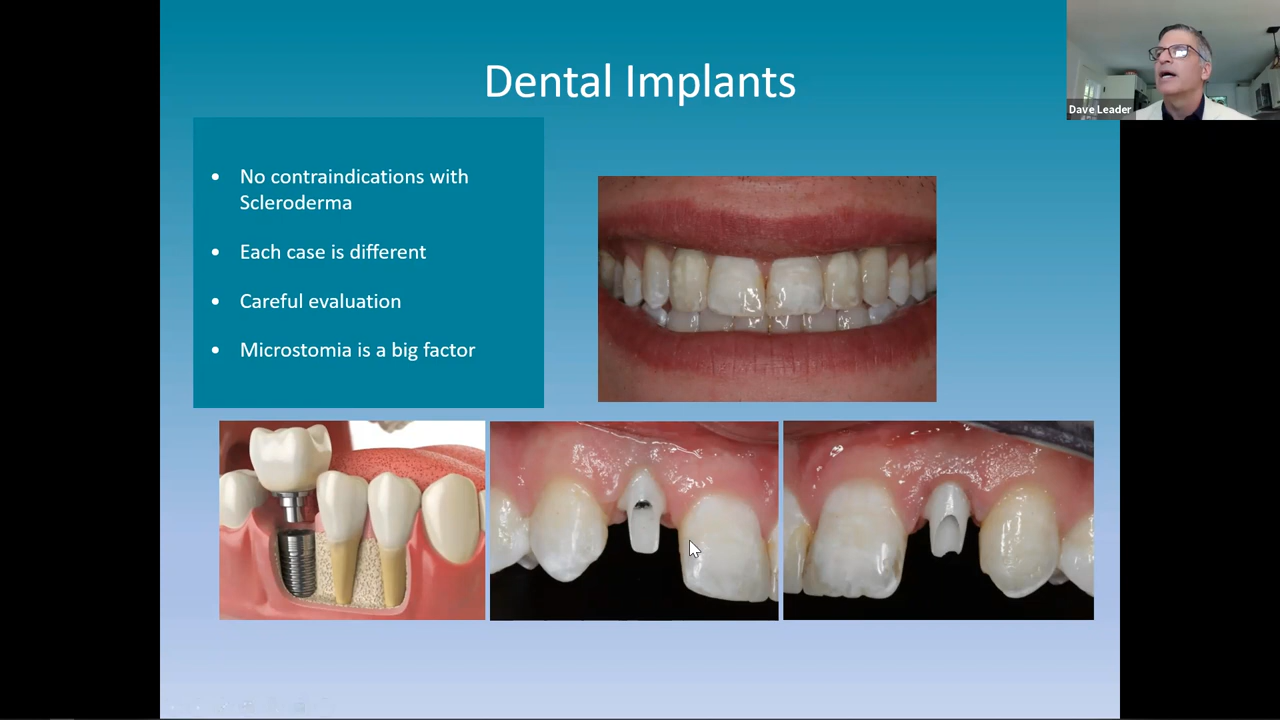 Dental Implants
Dave Leader
• No contraindications with
Scleroderma
• Each case is different
• Careful evaluation
• Microstomia is a big factor